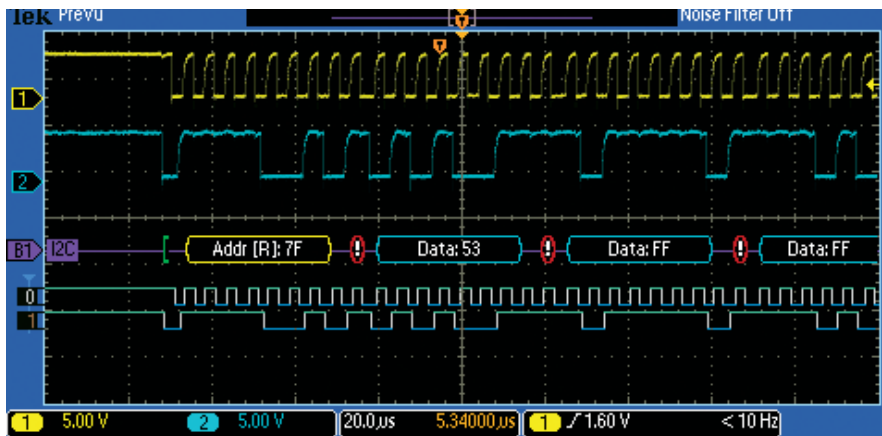 Tek PreVu Noise Filter Off
T
T
1
2
B1 I2C [ Addr [R]: 7F ! Data: 53 ! Data: FF ! Data: FF
0
1
1 5.00 V 2 5.00 V 20.0µs 5.34000µs 1 / 1.60 V < 10 Hz